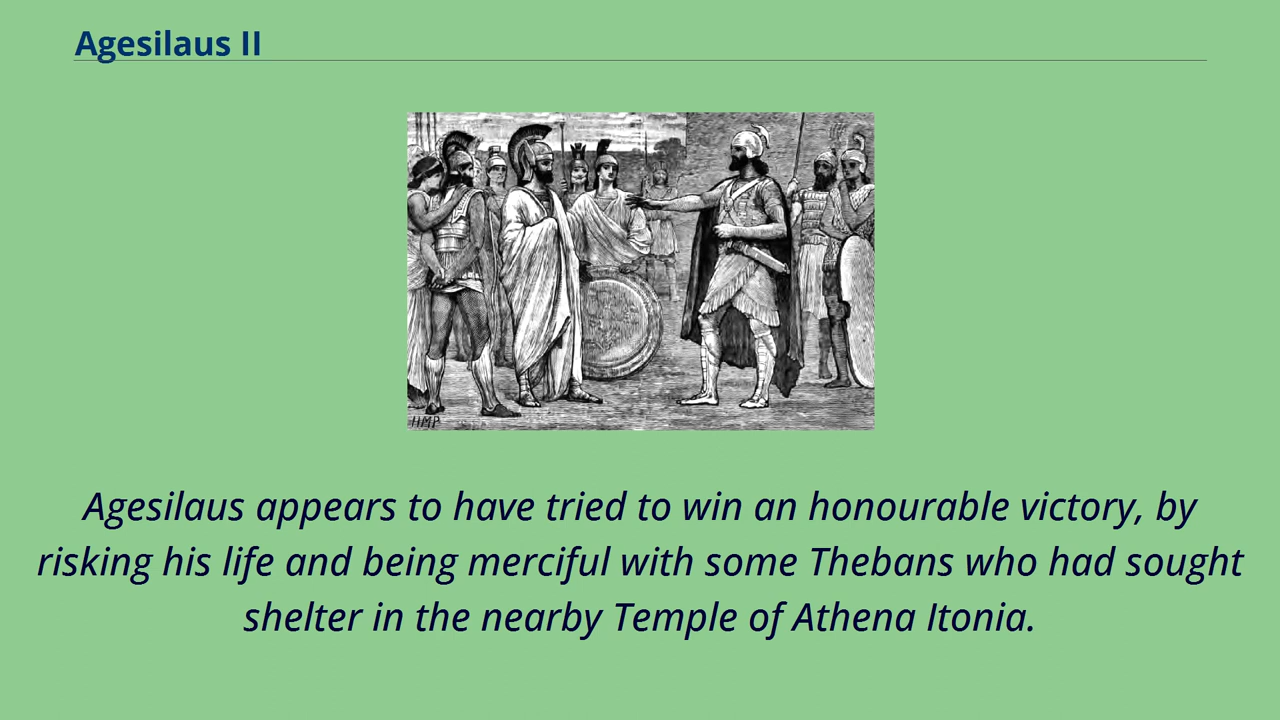 Agesilaus II
HMP
Agesilaus appears to have tried to win an honourable victory, by
risking his life and being merciful with some Thebans who had sought
shelter in the nearby Temple of Athena Itonia.